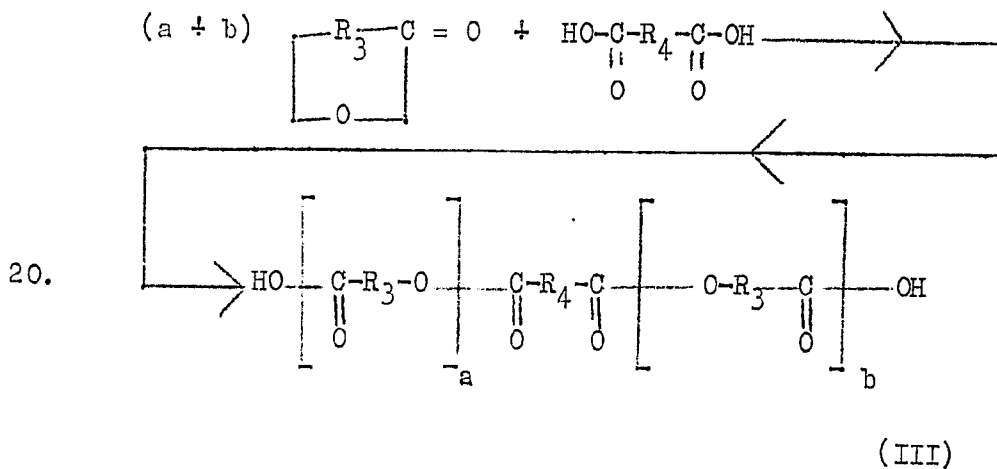 (a + b) R3 C = O + HO-C-R4-C-OH
O O
O
20. HO C-R3-O C-R4-C O-R3 C OH
O O O O
a b
(III)